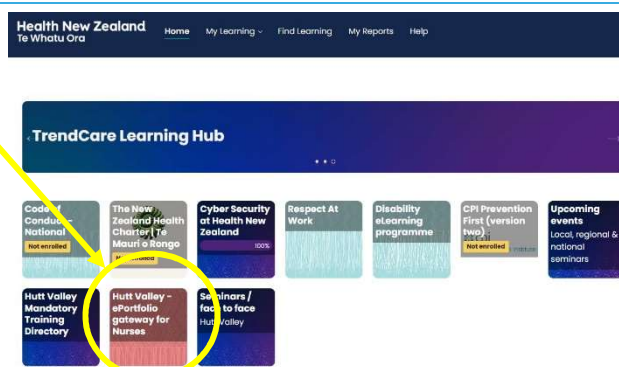 Health New Zealand
Te Whatu Ora
Home My Learning Find Learning My Reports Help
TrendCare Learning Hub
Code of
Conduct -
National
Not enrolled
The New
Zealand Health
Charter | Te
Mauri o Rongo
Cyber Security
at Health New
Zealand
100%
Respect At
Work
Disability
eLearning
programme
CPI Prevention
First (version
two)
Not enrolled
Upcoming
events
Local, regional &
national
seminars
Hutt Valley
Mandatory
Training
Directory
Hutt Valley -
ePortfolio
gateway for
Nurses
Seminars /
face to face
Hutt Valley